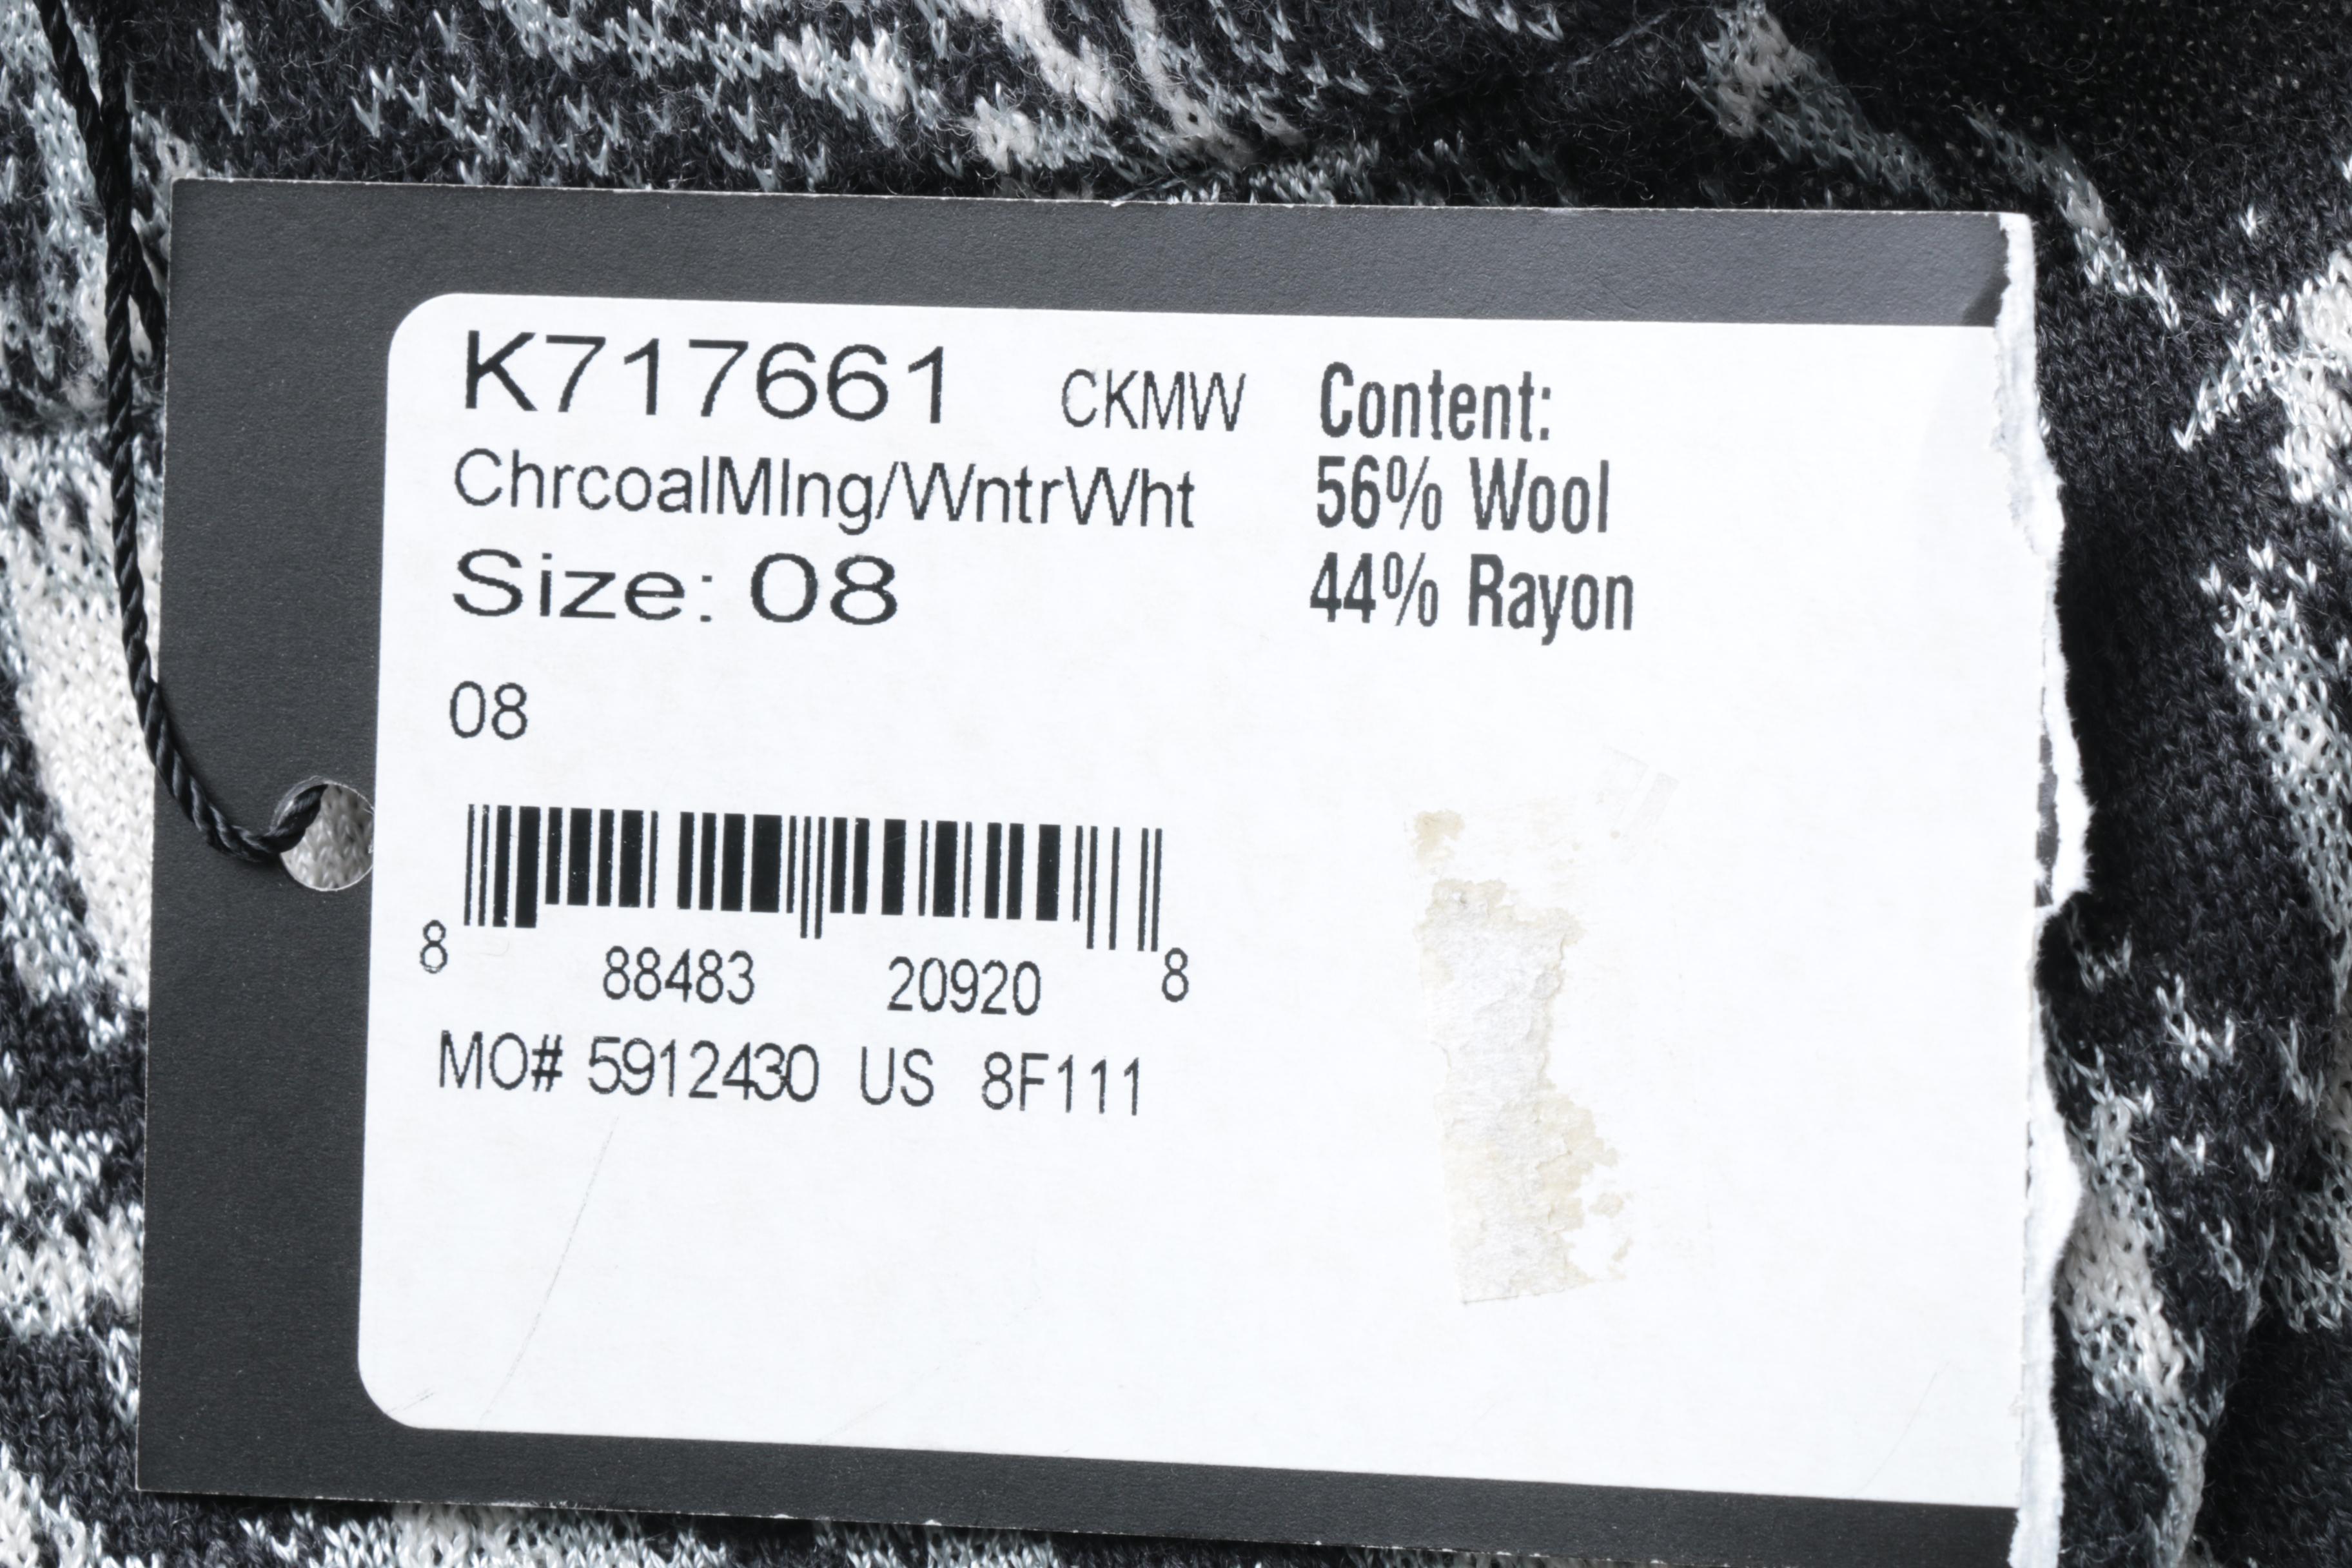 K717661 CKMW
ChrcoalMlng/WntrWht
Size: 08
08
8 88483 20920 8
MO# 5912430 US 8F111
Content:
56% Wool
44% Rayon